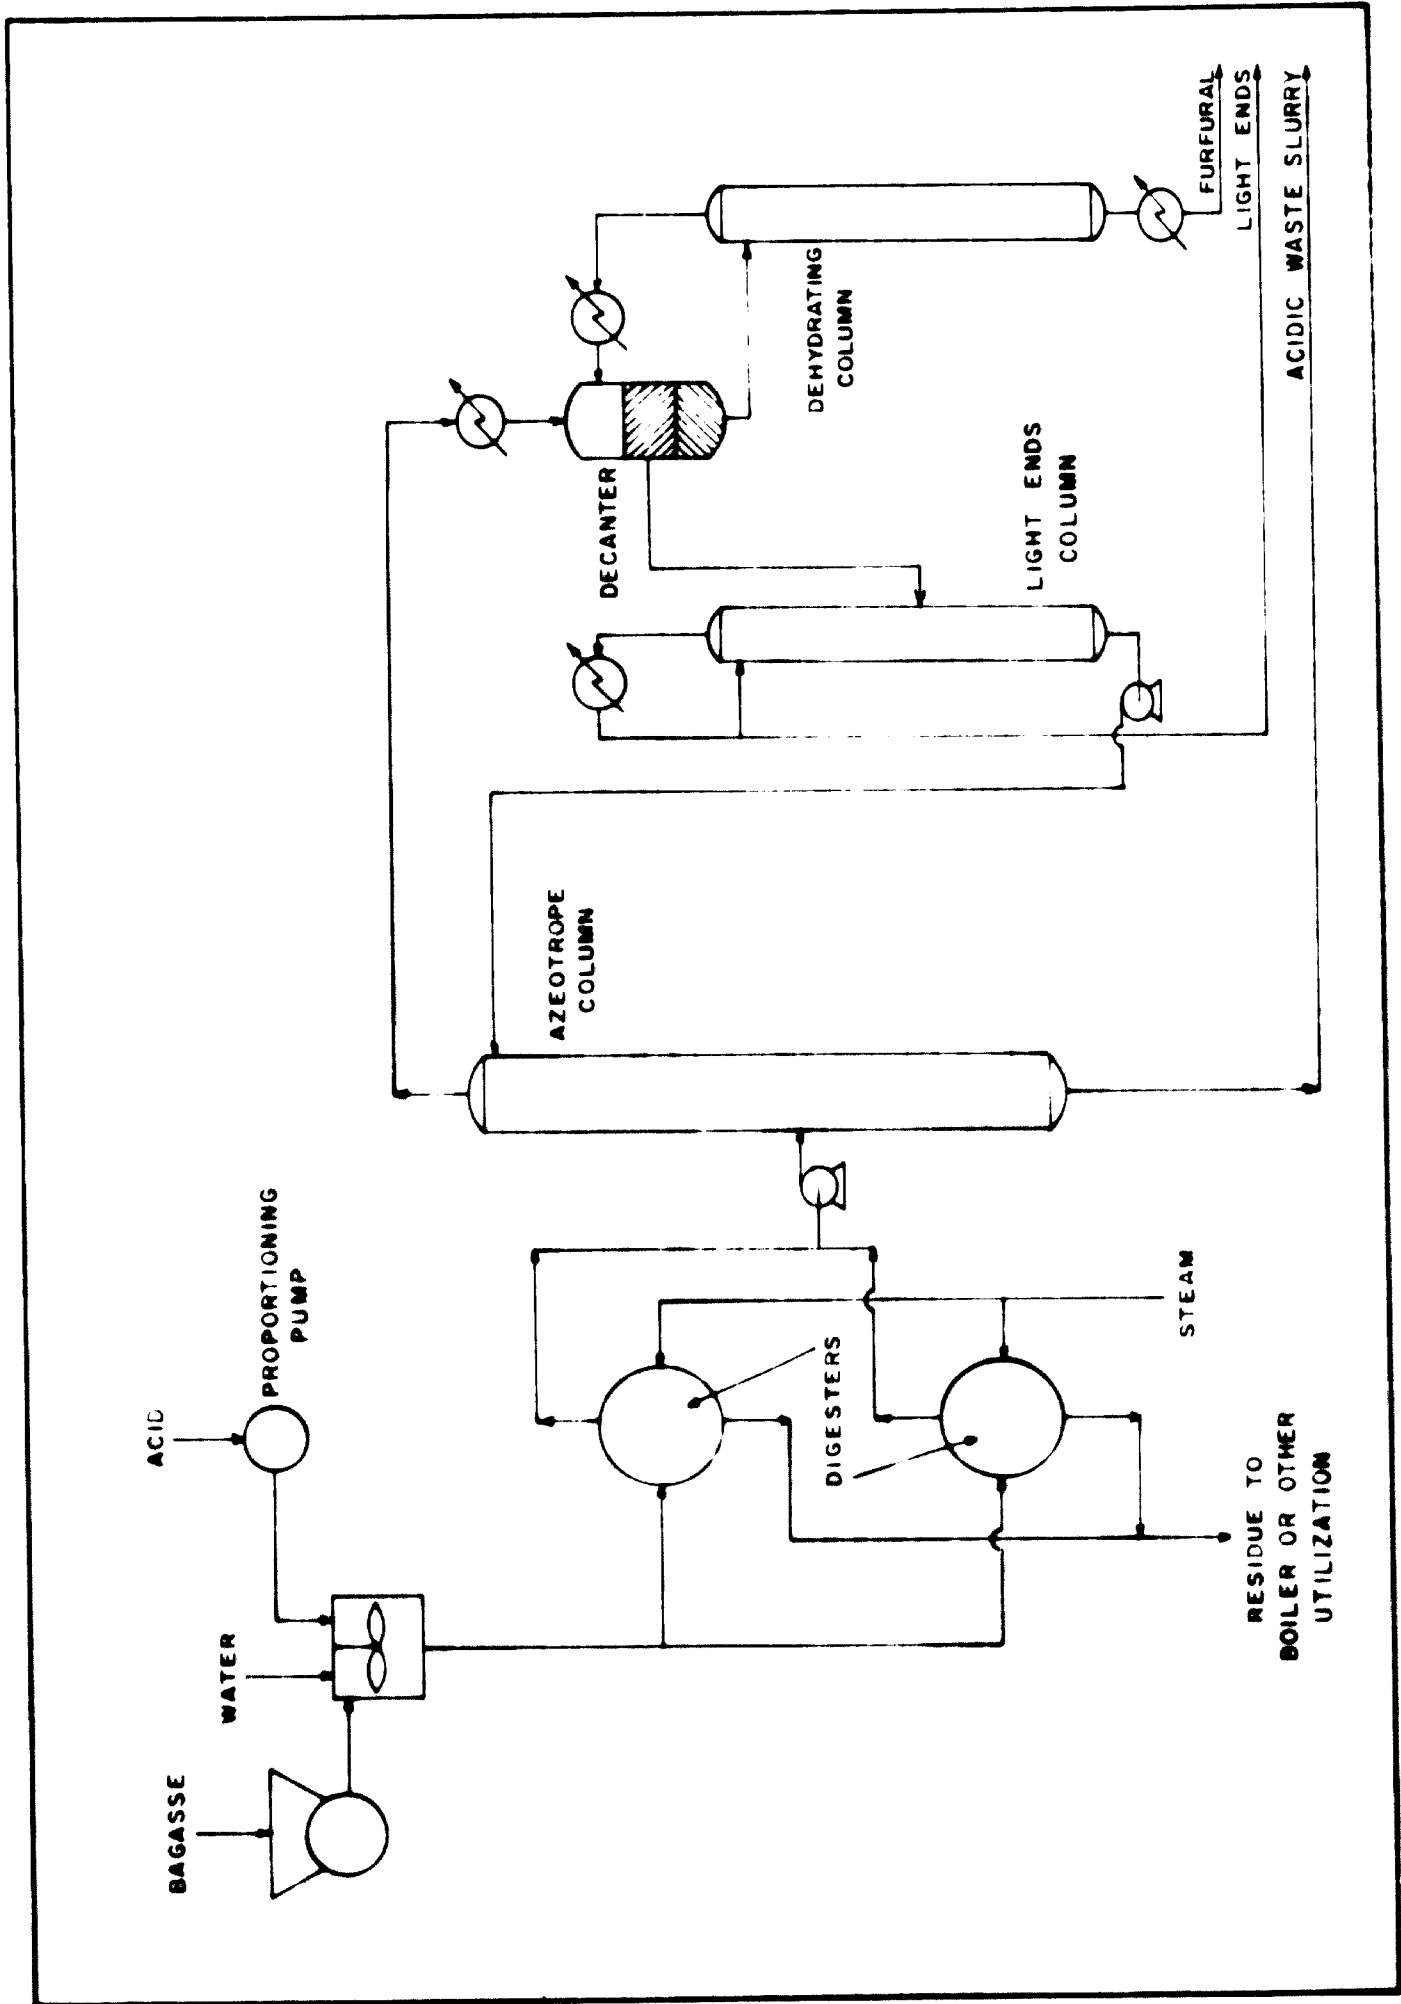 BAGASSE
WATER
ACID
PROPORTIONING
PUMP
DIGESTERS
STEAM
RESIDUE TO
BOILER OR OTHER
UTILIZATION
AZEOTROPE
COLUMN
DECANTER
LIGHT ENDS
COLUMN
DEHYDRATING
COLUMN
FURFURAL
LIGHT ENDS
ACIDIC WASTE SLURRY